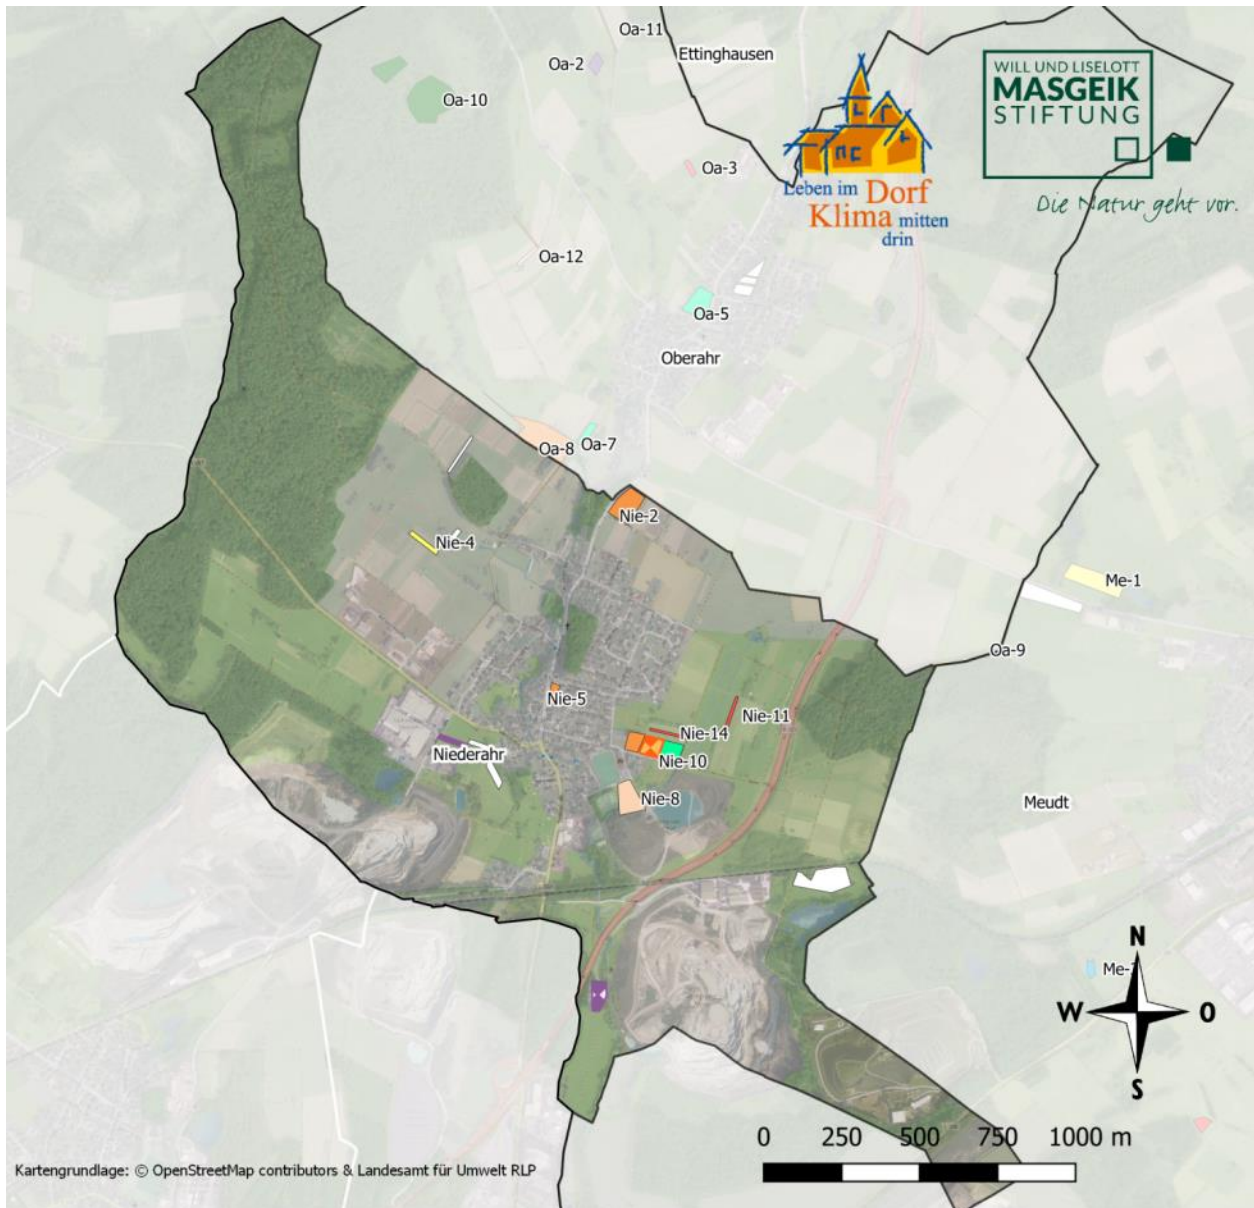 Oa-11
Ettinghausen
Oa-2
Oa-10
WILL UND LISELOTT
MASGEIK
STIFTUNG
Die Natur geht vor.
Leben im Dorf
Klima mitten
drin
Oa-3
Oa-12
Oa-5
Oberahr
Oa-8
Oa-7
Nie-2
Nie-4
Me-1
Oa-9
Nie-5
Nie-11
Nie-14
Niederahr
Nie-10
Nie-8
Meudt
N
Me-
W
O
S
0 250 500 750 1000 m
Kartengrundlage: © OpenStreetMap contributors & Landesamt für Umwelt RLP